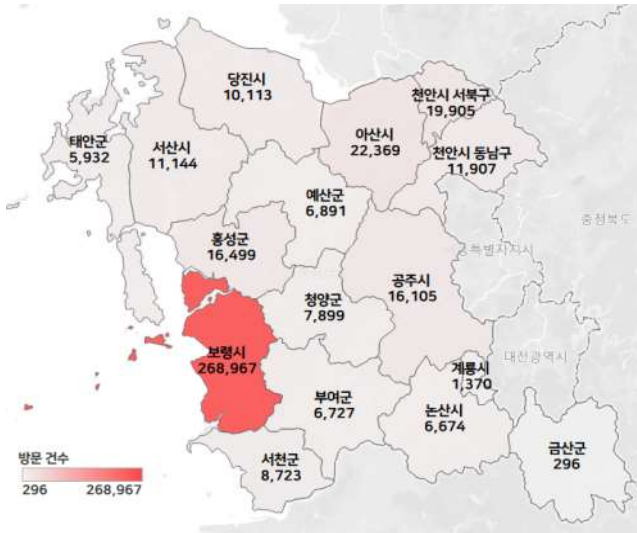 당진시
10,113
천안시 서북구
19,905
태안군
5,932
서산시
11,144
아산시
22,369
천안시 동남구
11,907
예산군
6,891
홍성군
16,499
중청북도
종특별자치시
공주시
16,105
청양군
7,899
보령시
268,967
대전광역시
계룡시
1,370
부여군
6,727
논산시
6,674
금산군
296
서천군
8,723
방문 건수
296
268,967